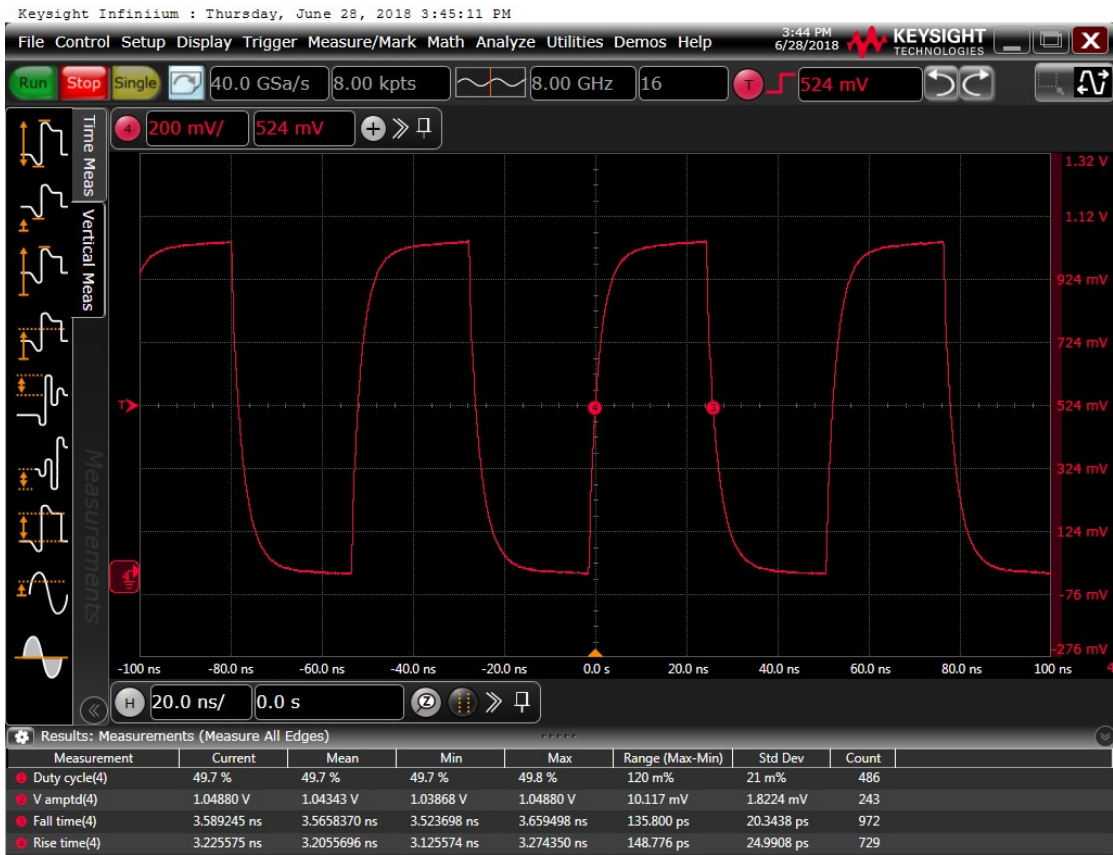 Keysight Infiniium : Thursday, June 28, 2018 3:45:11 PM
File Control Setup Display Trigger Measure/Mark Math Analyze Utilities Demos Help
3:44 PM
6/28/2018
KEYSIGHT
TECHNOLOGIES
Run Stop Single 40.0 GSa/s 8.00 kpts 8.00 GHz 16 T 524 mV
Time Meas
Vertical Meas
Measurements
4 200 mV/ 524 mV
1.32 V
1.12 V
924 mV
724 mV
T 4 3 524 mV
324 mV
124 mV
-76 mV
-276 mV
-100 ns -80.0 ns -60.0 ns -40.0 ns -20.0 ns 0.0 s 20.0 ns 40.0 ns 60.0 ns 80.0 ns 100 ns 4
H 20.0 ns/ 0.0 s Z
Results: Measurements (Measure All Edges)
Measurement Current Mean Min Max Range (Max-Min) Std Dev Count
1 Duty cycle(4) 49.7 % 49.7 % 49.7 % 49.8 % 120 m% 21 m% 486
2 V amptd(4) 1.04880 V 1.04343 V 1.03868 V 1.04880 V 10.117 mV 1.8224 mV 243
3 Fall time(4) 3.589245 ns 3.5658370 ns 3.523698 ns 3.659498 ns 135.800 ps 20.3438 ps 972
4 Rise time(4) 3.225575 ns 3.2055696 ns 3.125574 ns 3.274350 ns 148.776 ps 24.9908 ps 729